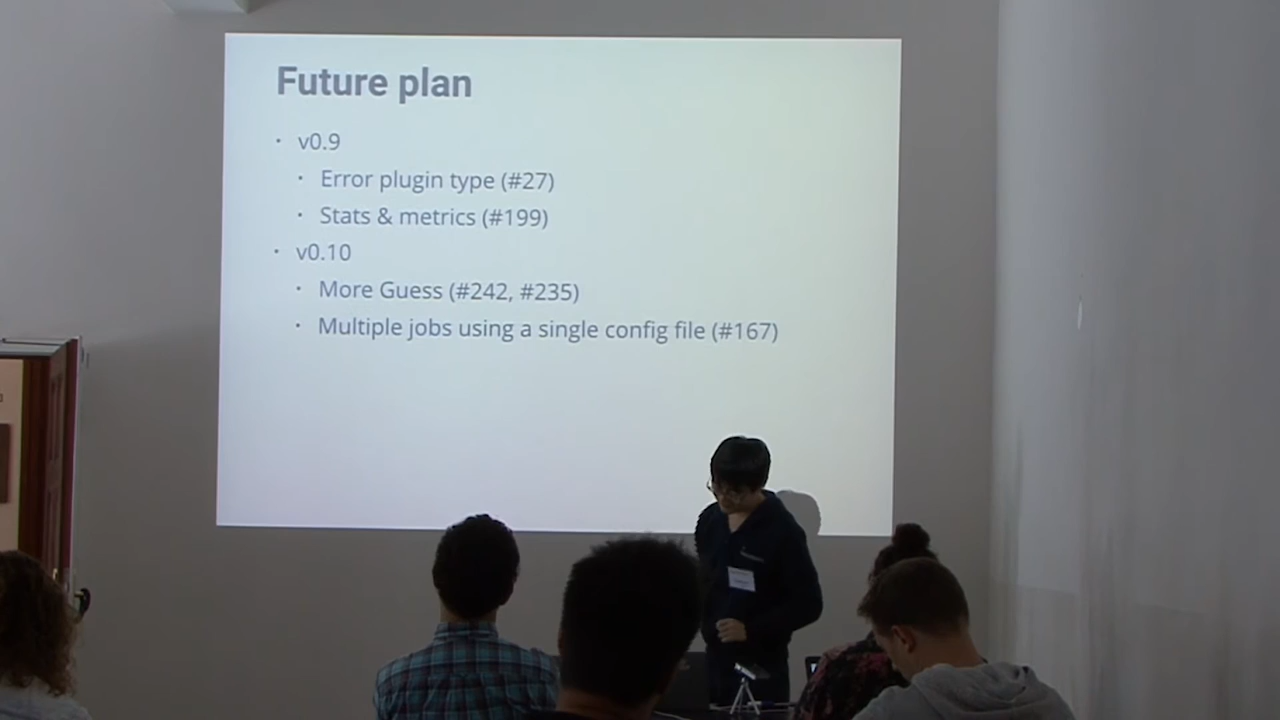 Future plan
• v0.9
• Error plugin type (#27)
• Stats & metrics (#199)
• v0.10
• More Guess (#242, #235)
• Multiple jobs using a single config file (#167)